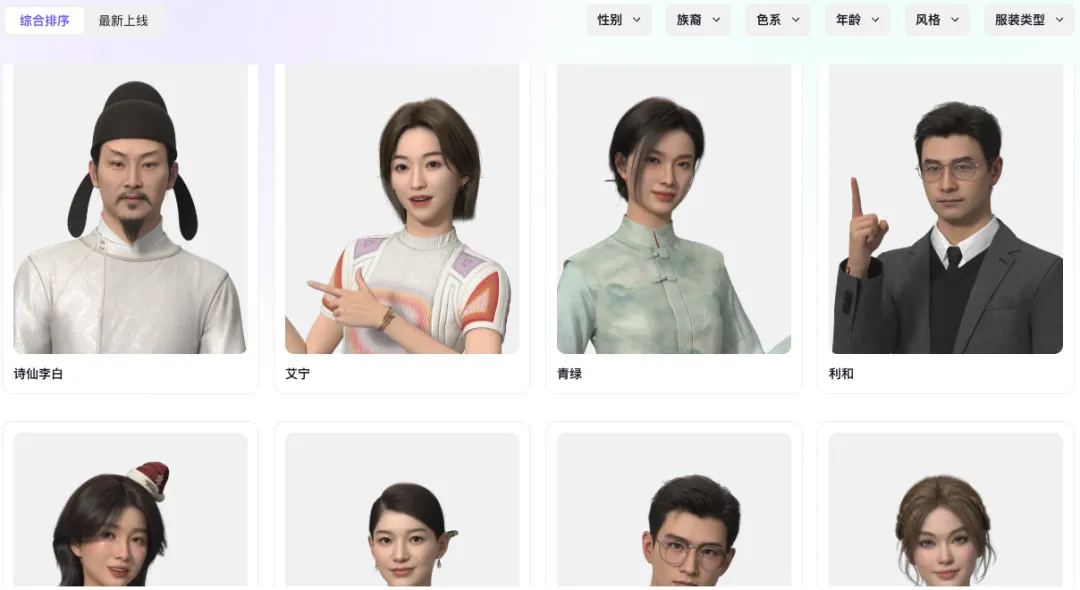 综合排序 最新上线 性别 族裔 色系 年龄 风格 服装类型
诗仙李白 艾宁 青绿 利和